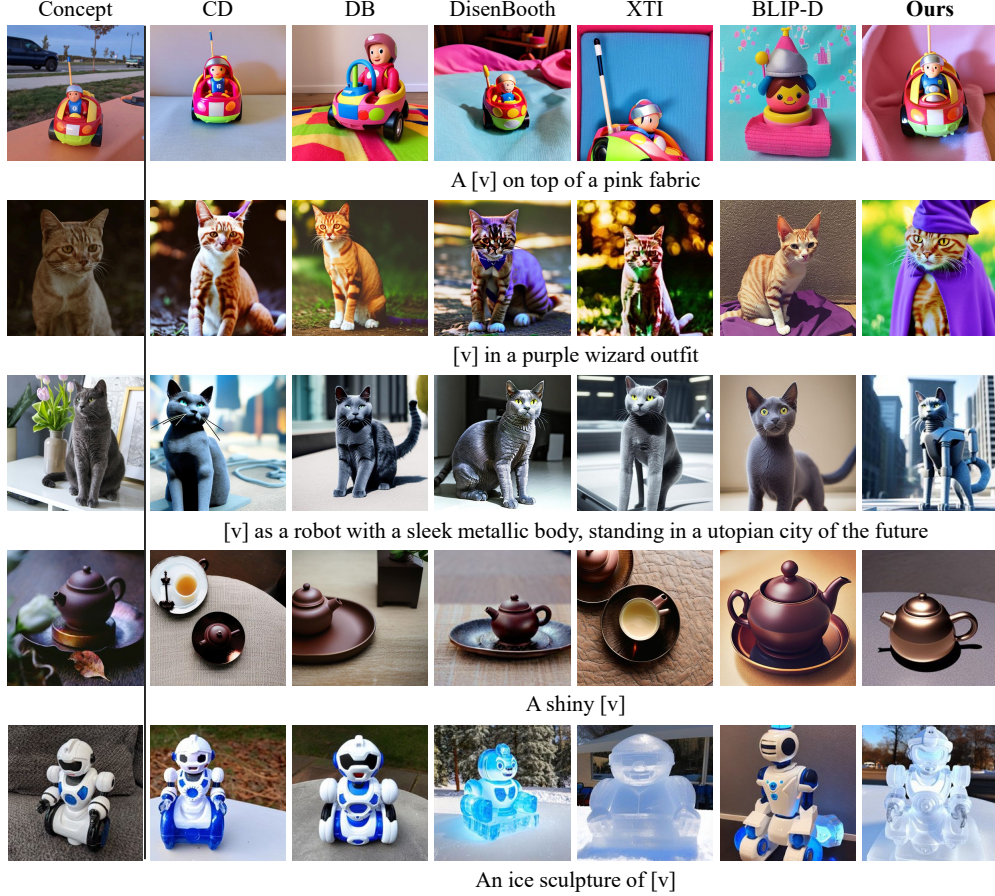 Concept CD DB DisenBooth XTI BLIP-D Ours
A [v] on top of a pink fabric
[v] in a purple wizard outfit
[v] as a robot with a sleek metallic body, standing in a utopian city of the future
A shiny [v]
An ice sculpture of [v]